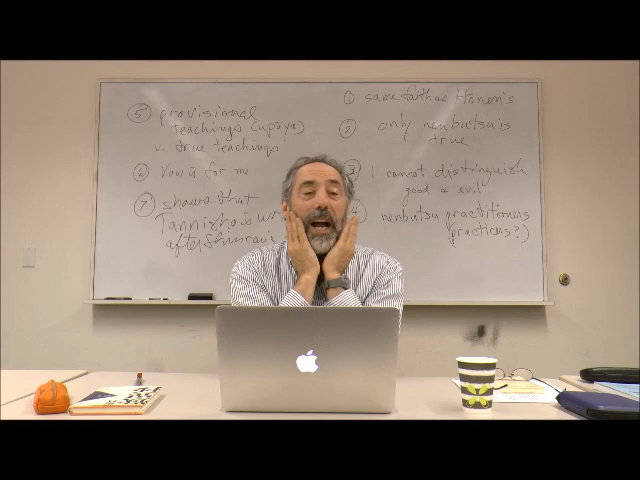 ⑤ provisional
teachings (upāya)
v. true teachings
⑥ Vow is for me
⑦ shows that
Tannisho is
after Shinran
① same faith as Honen's
② only nenbutsu is
true
③ I cannot distinguish
good & evil
4 nenbutsu practitioners
practices?)